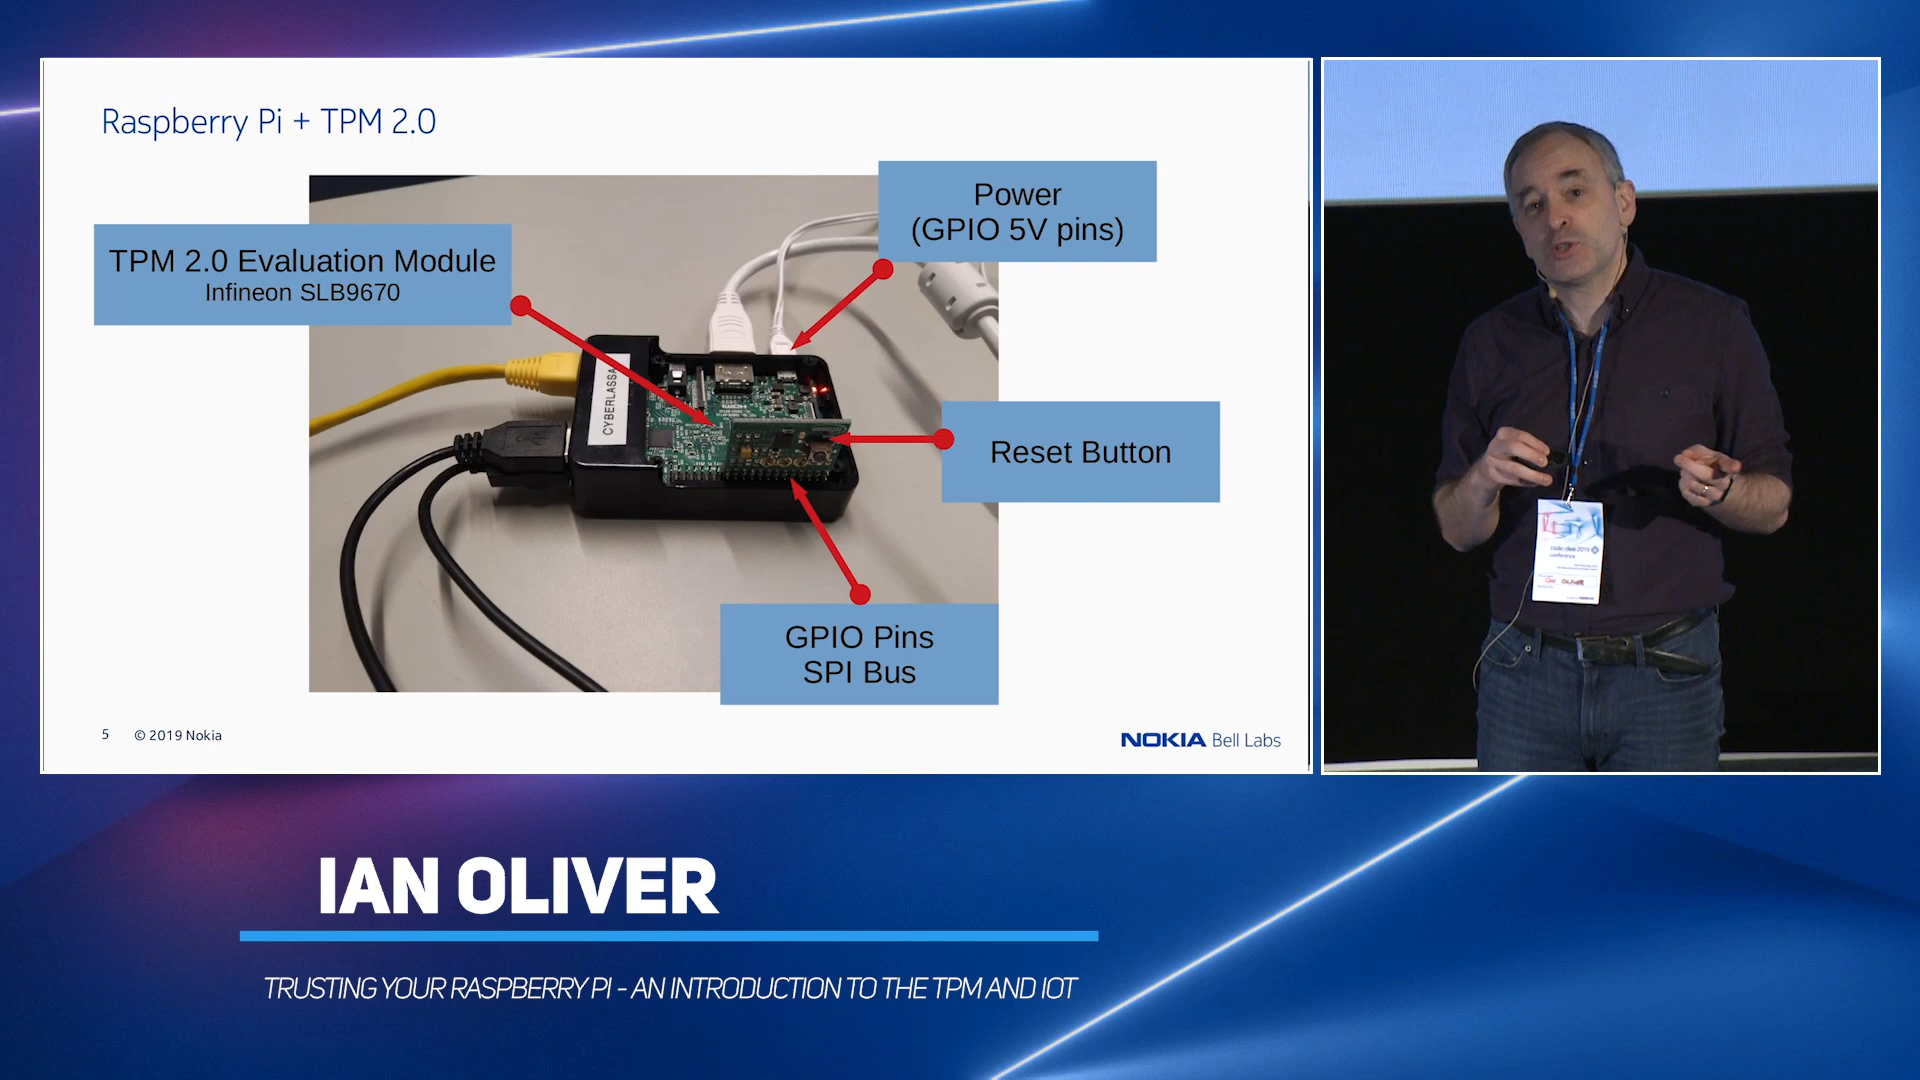 Raspberry Pi + TPM 2.0
Power
(GPIO 5V pins)
TPM 2.0 Evaluation Module
Infineon SLB9670
CYBERLASSA
Reset Button
GPIO Pins
SPI Bus
5 © 2019 Nokia
NOKIA Bell Labs
conference
IAN OLIVER
TRUSTING YOUR RASPBERRY PI - AN INTRODUCTION TO THE TPM AND IOT